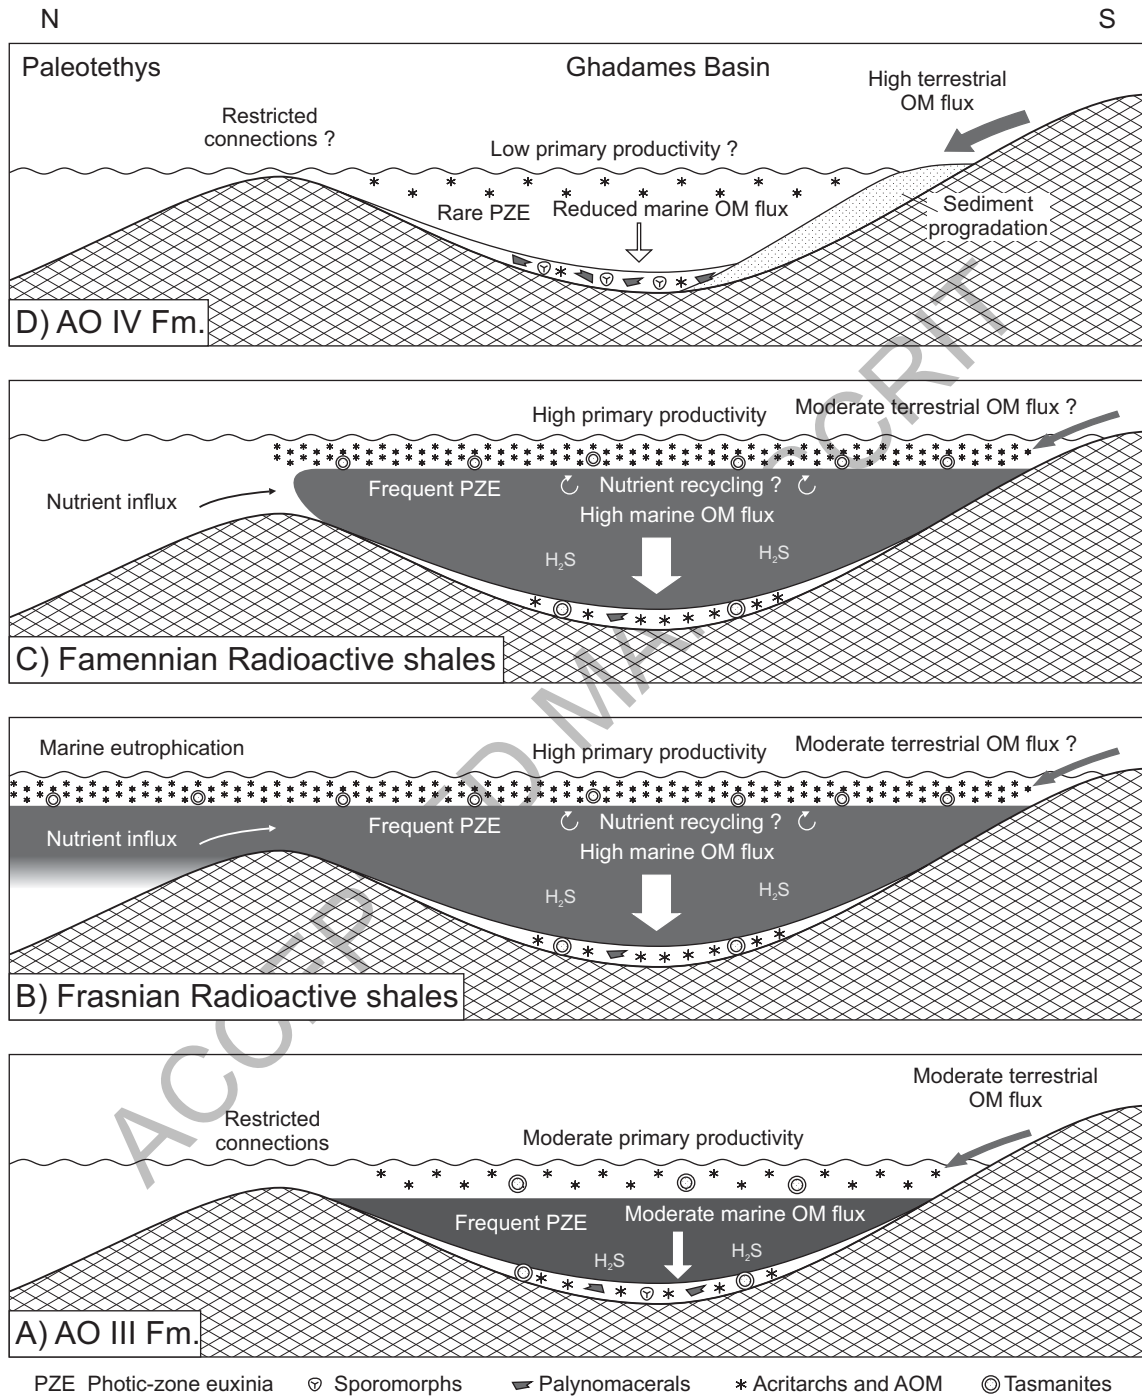 N
S
Paleotethys
Ghadames Basin
High terrestrial
OM flux
Restricted
connections ?
Low primary productivity ?
Rare PZE
Reduced marine OM flux
Sediment
progradation
D) AO IV Fm.
High primary productivity
Moderate terrestrial OM flux ?
Nutrient influx
Frequent PZE
Nutrient recycling ?
High marine OM flux
H₂S
H₂S
C) Famennian Radioactive shales
Marine eutrophication
High primary productivity
Moderate terrestrial OM flux ?
Nutrient influx
Frequent PZE
Nutrient recycling ?
High marine OM flux
H₂S
H₂S
B) Frasnian Radioactive shales
Moderate terrestrial
OM flux
Restricted
connections
Moderate primary productivity
Frequent PZE
Moderate marine OM flux
H₂S
H₂S
A) AO III Fm.
PZE Photic-zone euxinia
Sporomorphs
Palynomacerals
Acritarchs and AOM
Tasmanites